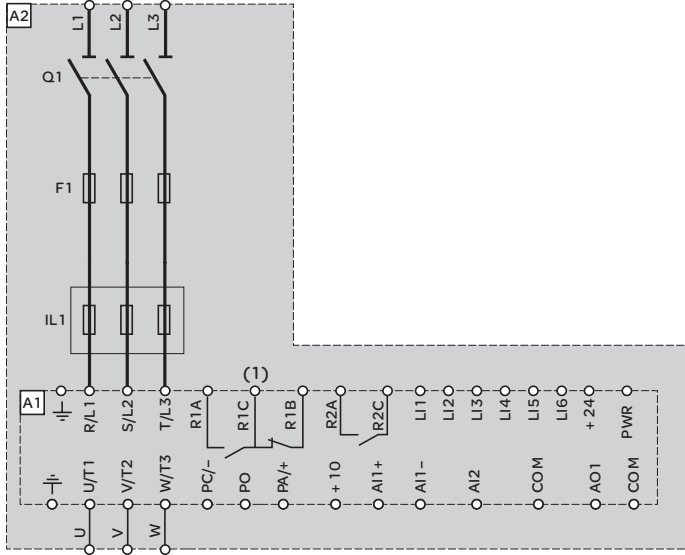 A2
L1 L2 L3
Q1
F1
IL1
(1)
A1
R/L1 S/L2 T/L3 R1A R1C R1B R2A R2C LI1 LI2 LI3 LI4 LI5 LI6 +24 PWR
U/T1 V/T2 W/T3 PC/- PO PA/+ +10 AI1+ AI1- AI2 COM AO1 COM
U V W